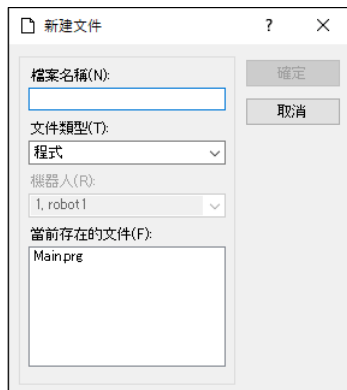 新建文件
?
檔案名稱(N):
確定
取消
文件類型(T):
程式
機器人(R):
1, robot1
當前存在的文件(F):
Main.prg